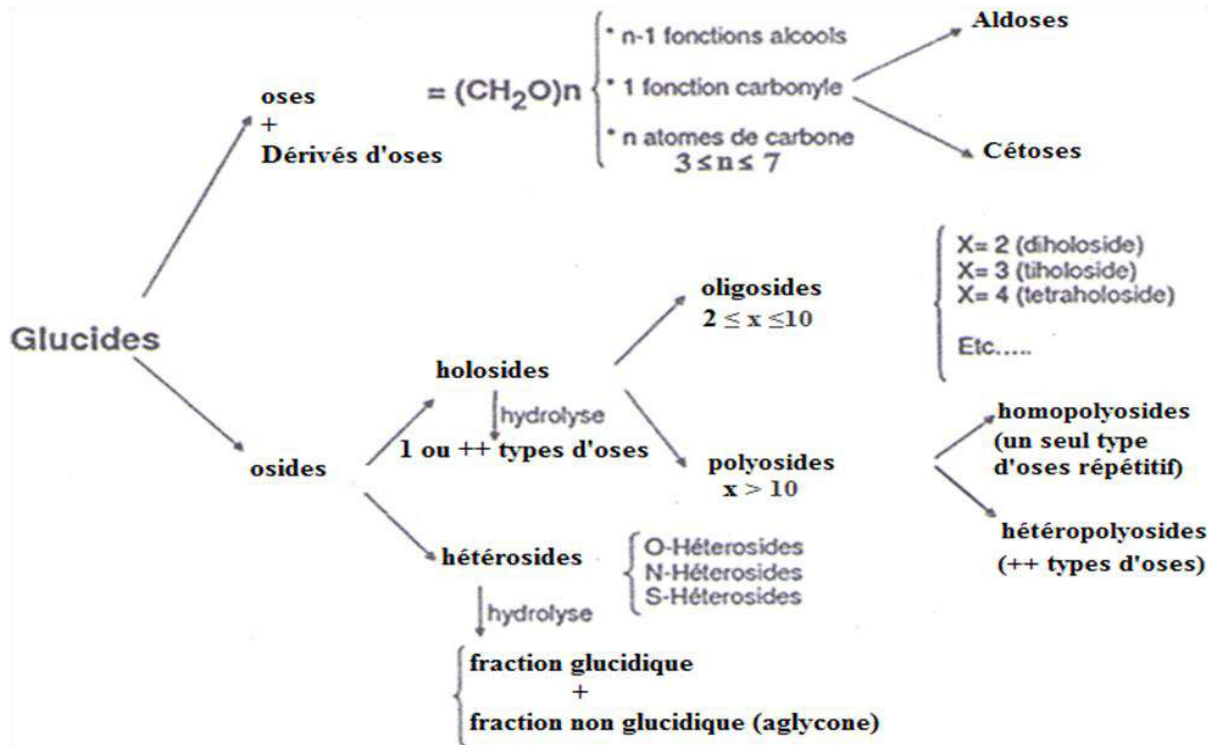 Glucides
oses
+
Dérivés d'oses
= (CH2O)n
* n-1 fonctions alcools
* 1 fonction carbonyle
* n atomes de carbone
3 ≤ n ≤ 7
Aldoses
Cétoses
osides
holosides
hydrolyse
1 ou ++ types d'oses
oligosides
2 ≤ x ≤10
X= 2 (diholoside)
X= 3 (tiholoside)
X= 4 (tetraholoside)
Etc.....
polyosides
x > 10
homopolyosides
(un seul type
d'oses répétitif)
hétéropolyosides
(++ types d'oses)
hétérosides
O-Héterosides
N-Héterosides
S-Héterosides
hydrolyse
fraction glucidique
+
fraction non glucidique (aglycone)